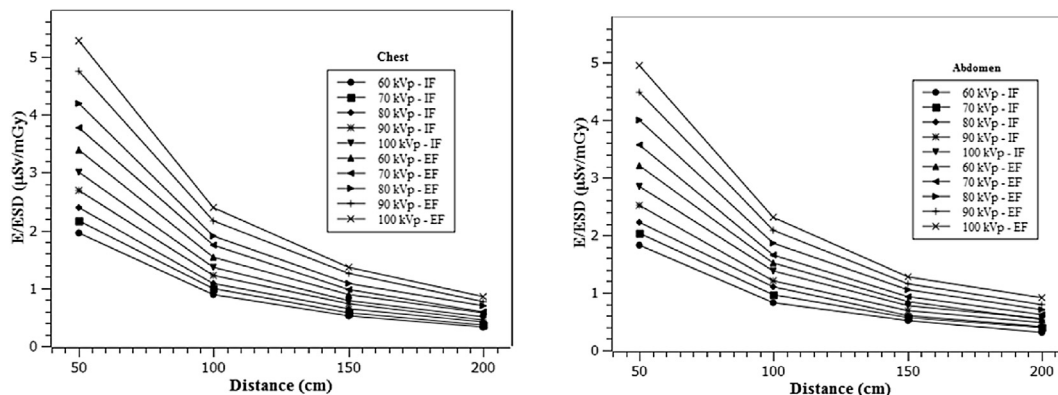 Chest
60 kVp - IF
70 kVp - IF
80 kVp - IF
90 kVp - IF
100 kVp - IF
60 kVp - EF
70 kVp - EF
80 kVp - EF
90 kVp - EF
100 kVp - EF
E/ESD (µSv/mGy)
5
4
3
2
1
0
50
100
150
200
Distance (cm)
Abdomen
60 kVp - IF
70 kVp - IF
80 kVp - IF
90 kVp - IF
100 kVp - IF
60 kVp - EF
70 kVp - EF
80 kVp - EF
90 kVp - EF
100 kVp - EF
E/ESD (µSv/mGy)
5
4
3
2
1
0
50
100
150
200
Distance (cm)